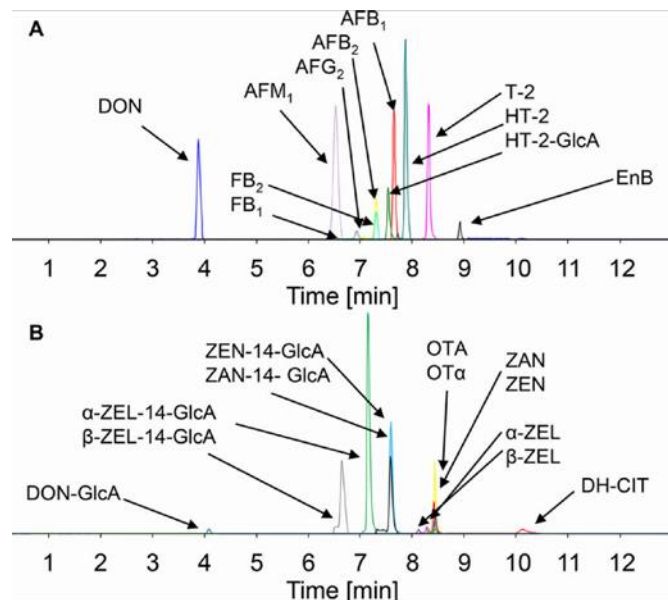 A
AFB₁
AFB₂
AFG₂
DON
AFM₁
T-2
HT-2
HT-2-GlcA
FB₂
FB₁
EnB
1 2 3 4 5 6 7 8 9 10 11 12
Time [min]
B
ZEN-14-GlcA
ZAN-14- GlcA
OTA
OTα
ZAN
ZEN
α-ZEL-14-GlcA
β-ZEL-14-GlcA
α-ZEL
β-ZEL
DON-GlcA
DH-CIT
1 2 3 4 5 6 7 8 9 10 11 12
Time [min]